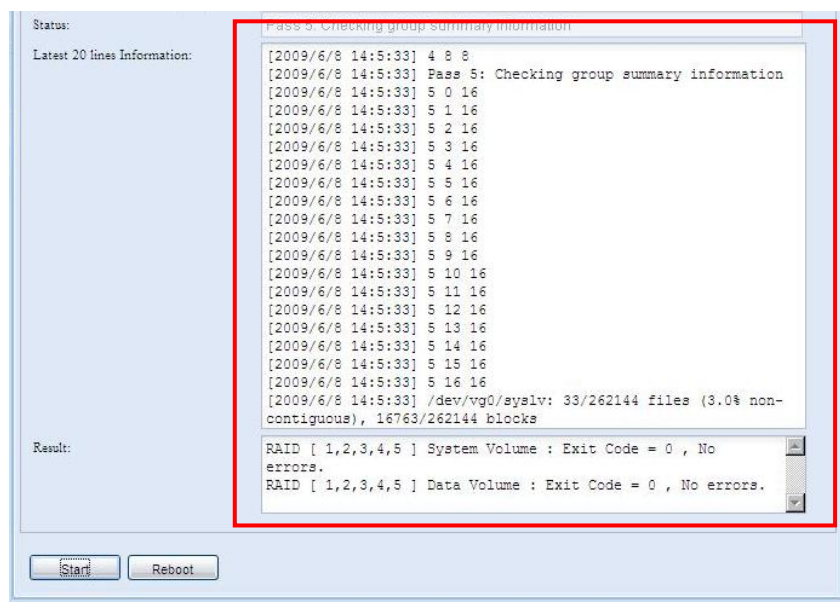 Status:
Pass 5: Checking group summary information
Latest 20 lines Information:
[2009/6/8 14:5:33] 4 8 8
[2009/6/8 14:5:33] Pass 5: Checking group summary information
[2009/6/8 14:5:33] 5 0 16
[2009/6/8 14:5:33] 5 1 16
[2009/6/8 14:5:33] 5 2 16
[2009/6/8 14:5:33] 5 3 16
[2009/6/8 14:5:33] 5 4 16
[2009/6/8 14:5:33] 5 5 16
[2009/6/8 14:5:33] 5 6 16
[2009/6/8 14:5:33] 5 7 16
[2009/6/8 14:5:33] 5 8 16
[2009/6/8 14:5:33] 5 9 16
[2009/6/8 14:5:33] 5 10 16
[2009/6/8 14:5:33] 5 11 16
[2009/6/8 14:5:33] 5 12 16
[2009/6/8 14:5:33] 5 13 16
[2009/6/8 14:5:33] 5 14 16
[2009/6/8 14:5:33] 5 15 16
[2009/6/8 14:5:33] 5 16 16
[2009/6/8 14:5:33] /dev/vg0/syslv: 33/262144 files (3.0% non-
contiguous), 16763/262144 blocks
Result:
RAID [ 1,2,3,4,5 ] System Volume : Exit Code = 0 , No
errors.
RAID [ 1,2,3,4,5 ] Data Volume : Exit Code = 0 , No errors.
Start
Reboot